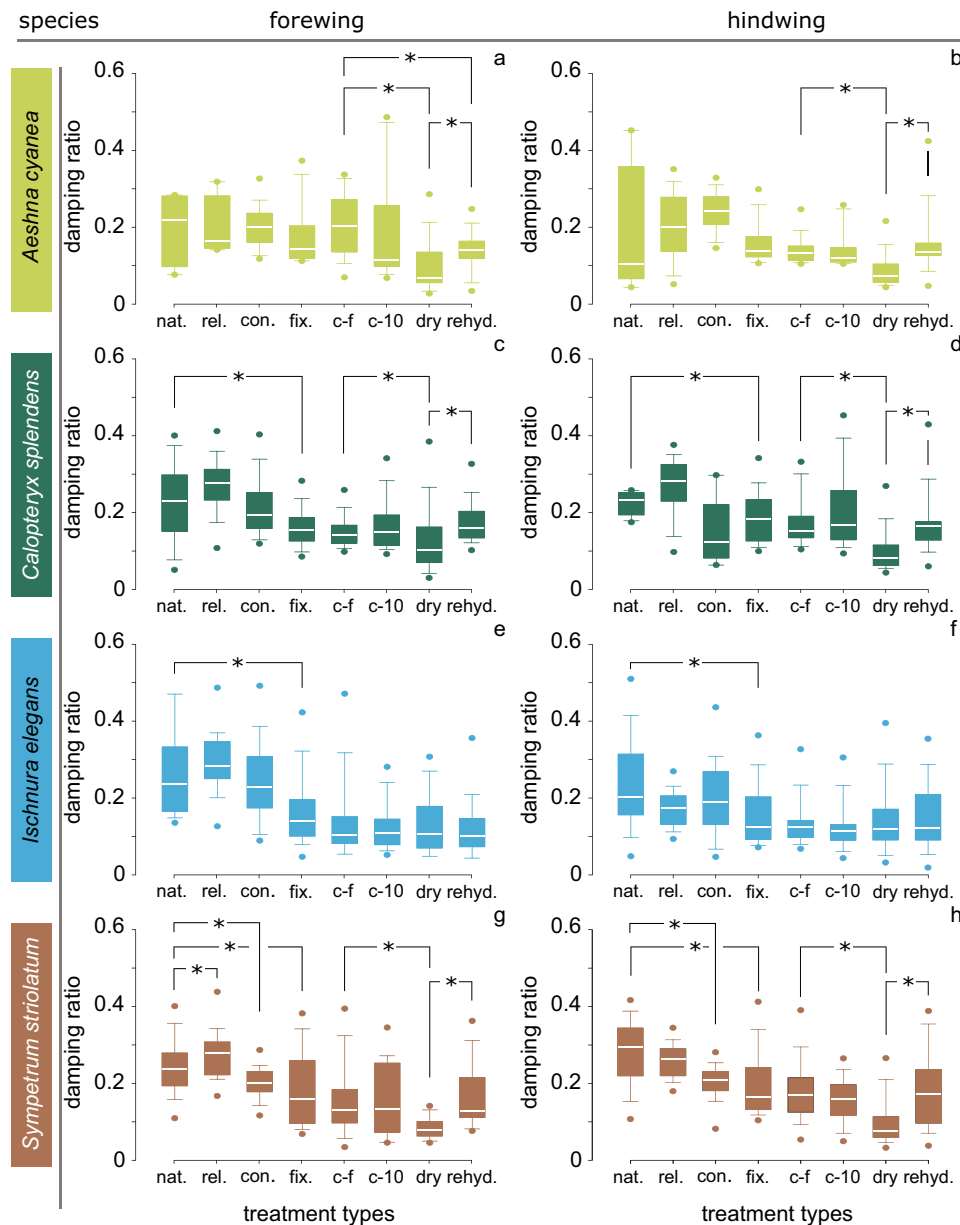 species forewing hindwing
Aeshna cyanea
a
0.6
0.4
0.2
0
damping ratio
* * *
nat. rel. con. fix. c-f c-10 dry rehyd.
b
0.6
0.4
0.2
0
damping ratio
* *
nat. rel. con. fix. c-f c-10 dry rehyd.
Calopteryx splendens
c
0.6
0.4
0.2
0
damping ratio
* * *
nat. rel. con. fix. c-f c-10 dry rehyd.
d
0.6
0.4
0.2
0
damping ratio
* * *
nat. rel. con. fix. c-f c-10 dry rehyd.
Ischnura elegans
e
0.6
0.4
0.2
0
damping ratio
*
nat. rel. con. fix. c-f c-10 dry rehyd.
f
0.6
0.4
0.2
0
damping ratio
*
nat. rel. con. fix. c-f c-10 dry rehyd.
Sympetrum striolatum
g
0.6
0.4
0.2
0
damping ratio
* * * * *
nat. rel. con. fix. c-f c-10 dry rehyd.
h
0.6
0.4
0.2
0
damping ratio
* * * *
nat. rel. con. fix. c-f c-10 dry rehyd.
treatment types treatment types